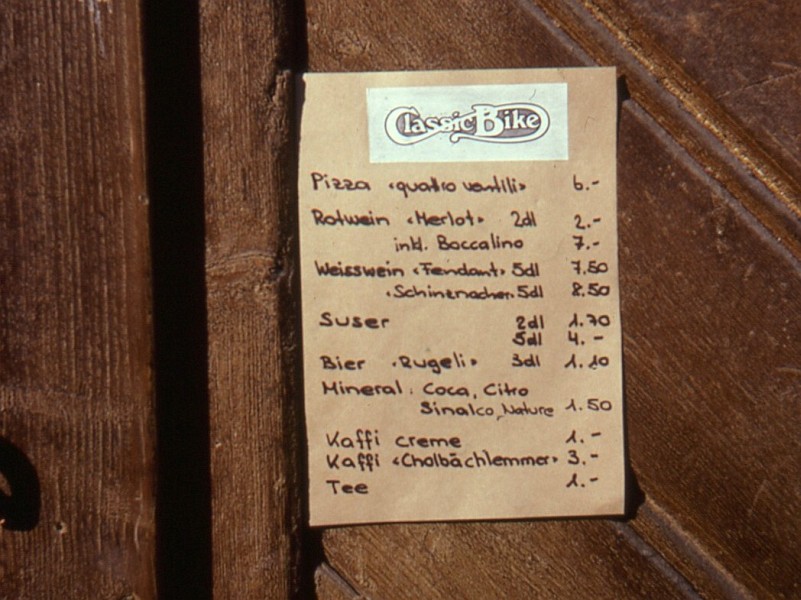 Classic Bike
Pizza «quattro ventili» 6.-
Rotwein «Merlot» 2dl 2.-
inkl. Boccalino 7.-
Weisswein «Fendant» 5dl 7.50
«Schinznacher» 5dl 8.50
Suser 2dl 1.70
5dl 4.-
Bier «Rugeli» 3dl 1.10
Mineral: Coca, Citro
Sinalco, Nature 1.50
Kaffi creme 1.-
Kaffi «Cholbächlemmer» 3.-
Tee 1.-